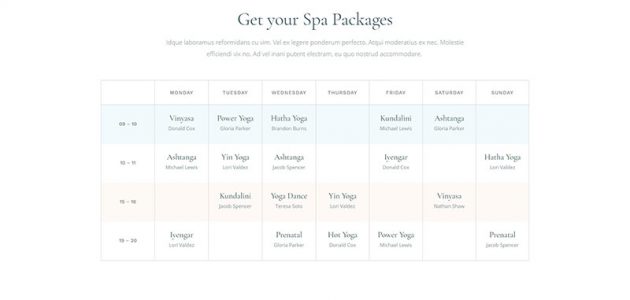 Get your Spa Packages
Idque laboramus reformidans cu vim. Vel ex legere ponderum perfecto. Atqui moderatius ex nec. Molestie
efficiendi vix no. Ad vel inani putent electram, eu quo nostrud accommodare.
MONDAY TUESDAY WEDNESDAY THURSDAY FRIDAY SATURDAY SUNDAY
09 – 10 Vinyasa Power Yoga Hatha Yoga Kundalini Ashtanga
Donald Cox Gloria Parker Brandon Burns Michael Lewis Gloria Parker
10 – 11 Ashtanga Yin Yoga Ashtanga Iyengar Hatha Yoga
Michael Lewis Lori Valdez Jacob Spencer Donald Cox Lori Valdez
15 – 16 Kundalini Yoga Dance Yin Yoga Vinyasa
Jacob Spencer Teresa Soto Lori Valdez Nathan Shaw
19 – 20 Iyengar Prenatal Hot Yoga Power Yoga Prenatal
Lori Valdez Gloria Parker Donald Cox Michael Lewis Jacob Spencer